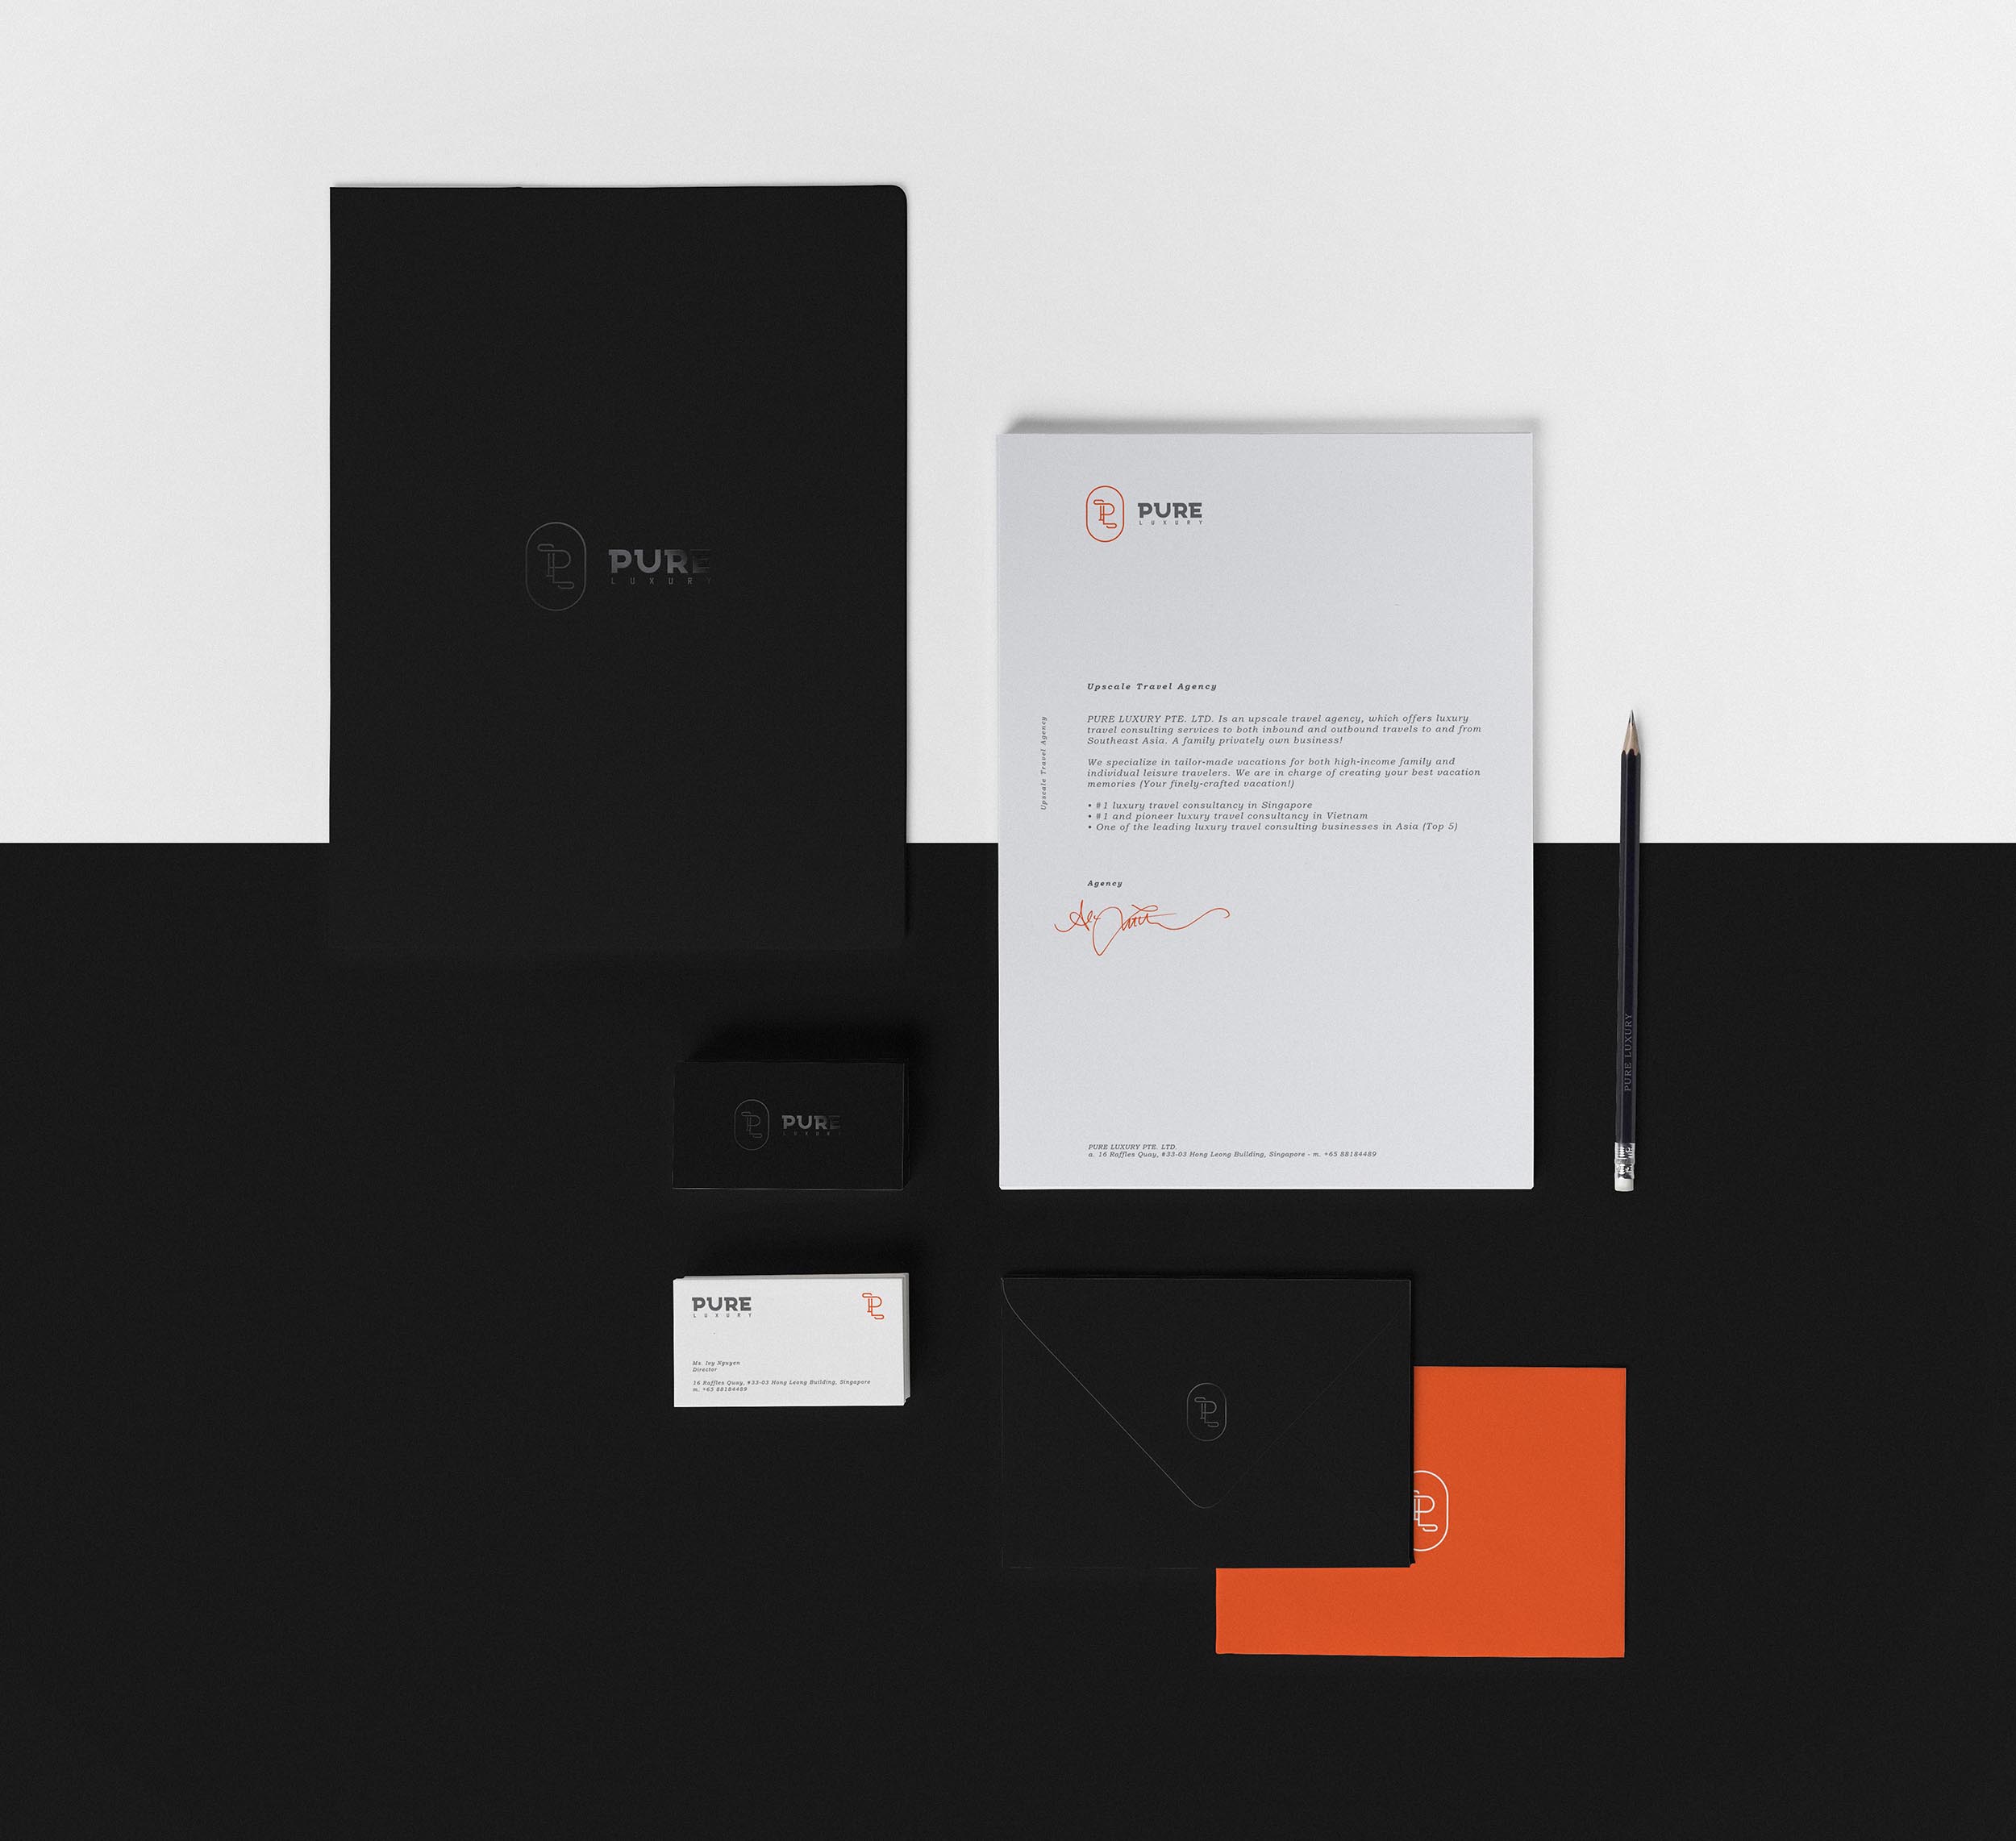 PURE
LUXURY
PURE
LUXURY
Upscale Travel Agency
Upscale Travel Agency
PURE LUXURY PTE. LTD. Is an upscale travel agency, which offers luxury
travel consulting services to both inbound and outbound travels to and from
Southeast Asia. A family privately own business!
We specialize in tailor-made vacations for both high-income family and
individual leisure travelers. We are in charge of creating your best vacation
memories (Your finely-crafted vacation!)
• #1 luxury travel consultancy in Singapore
• #1 and pioneer luxury travel consultancy in Vietnam
• One of the leading luxury travel consulting businesses in Asia (Top 5)
Agency
PURE LUXURY PTE. LTD.
a. 16 Raffles Quay, #33-03 Hong Leong Building, Singapore - m. +65 88184489
PURE LUXURY
PURE
LUXURY
PURE
LUXURY
PL
Ms. Ivy Nguyen
Director
16 Raffles Quay, #33-03 Hong Leong Building, Singapore
m. +65 88184489
PL
PL